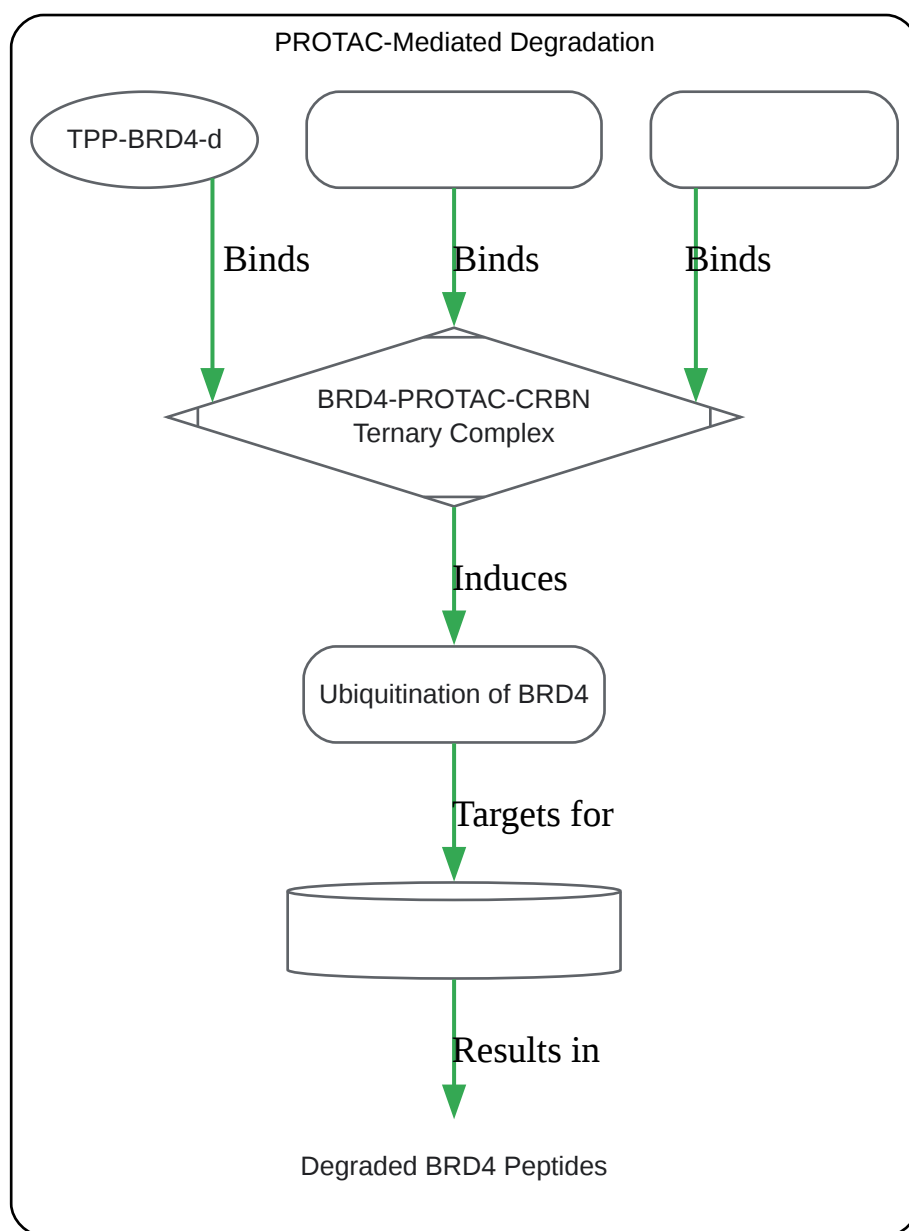 PROTAC-Mediated Degradation
TPP-BRD4-d
Binds
Binds
Binds
BRD4-PROTAC-CRBN
Ternary Complex
Induces
Ubiquitination of BRD4
Targets for
Results in
Degraded BRD4 Peptides